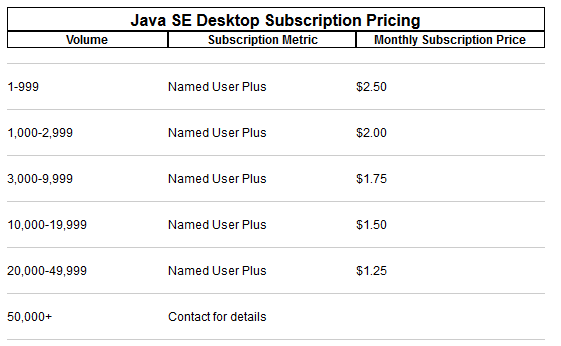 Java SE Desktop Subscription Pricing
Volume Subscription Metric Monthly Subscription Price
1-999 Named User Plus $2.50
1,000-2,999 Named User Plus $2.00
3,000-9,999 Named User Plus $1.75
10,000-19,999 Named User Plus $1.50
20,000-49,999 Named User Plus $1.25
50,000+ Contact for details